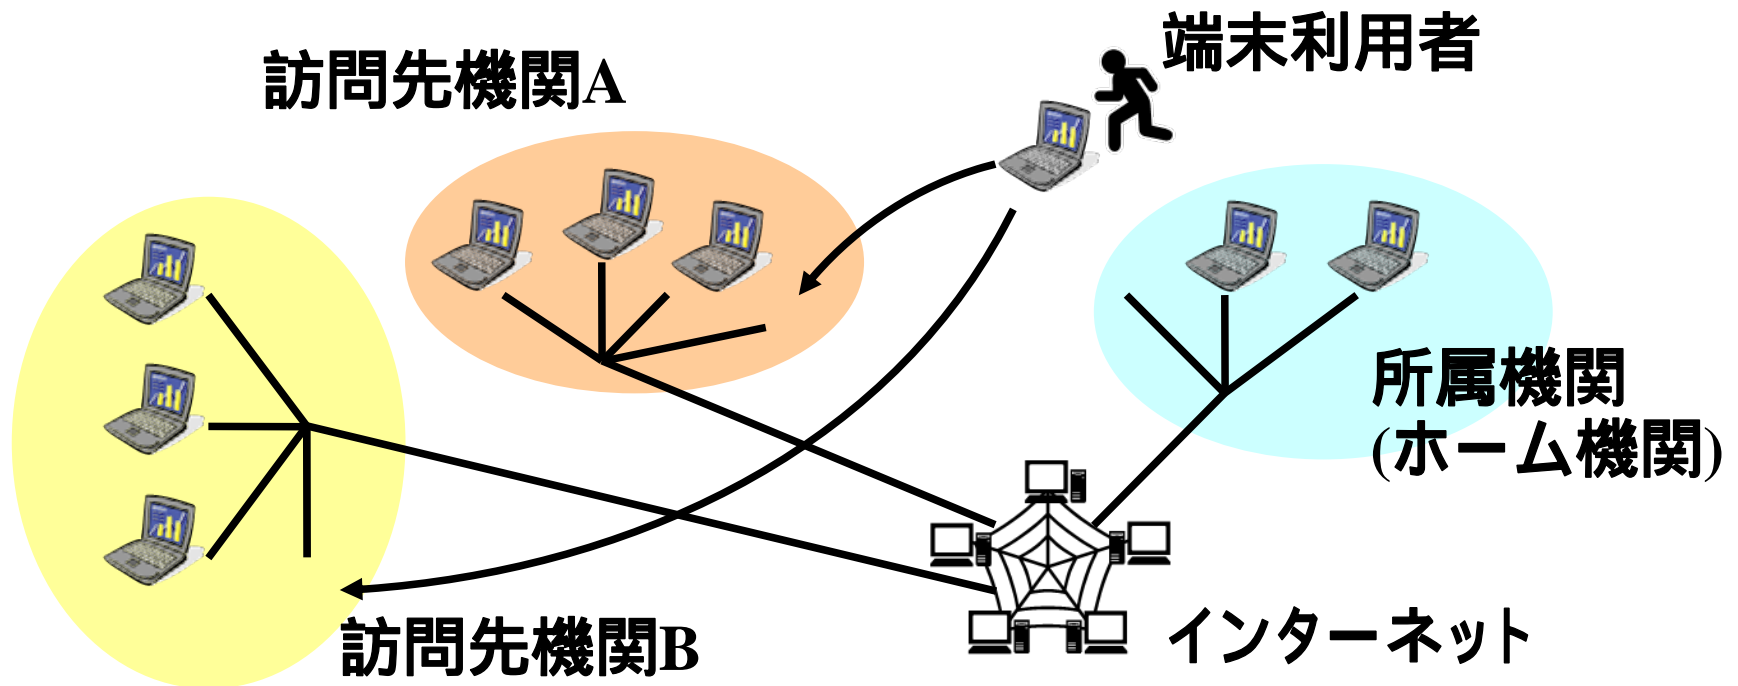 端末利用者
訪問先機関A
所属機関
(ホーム機関)
インターネット
訪問先機関B